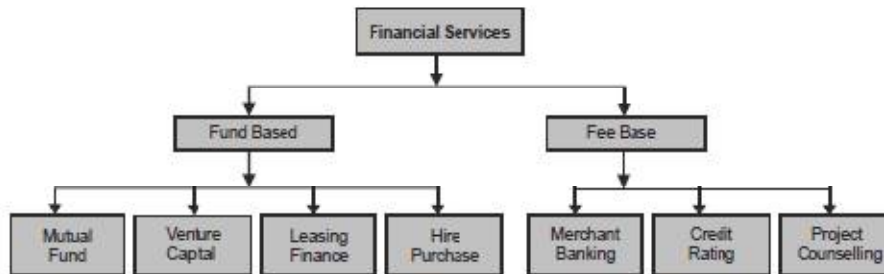 Financial Services
Fund Based
Fee Base
Mutual
Fund
Venture
Captal
Leasing
Finance
Hire
Purchase
Merchant
Banking
Credit
Rating
Project
Counselling